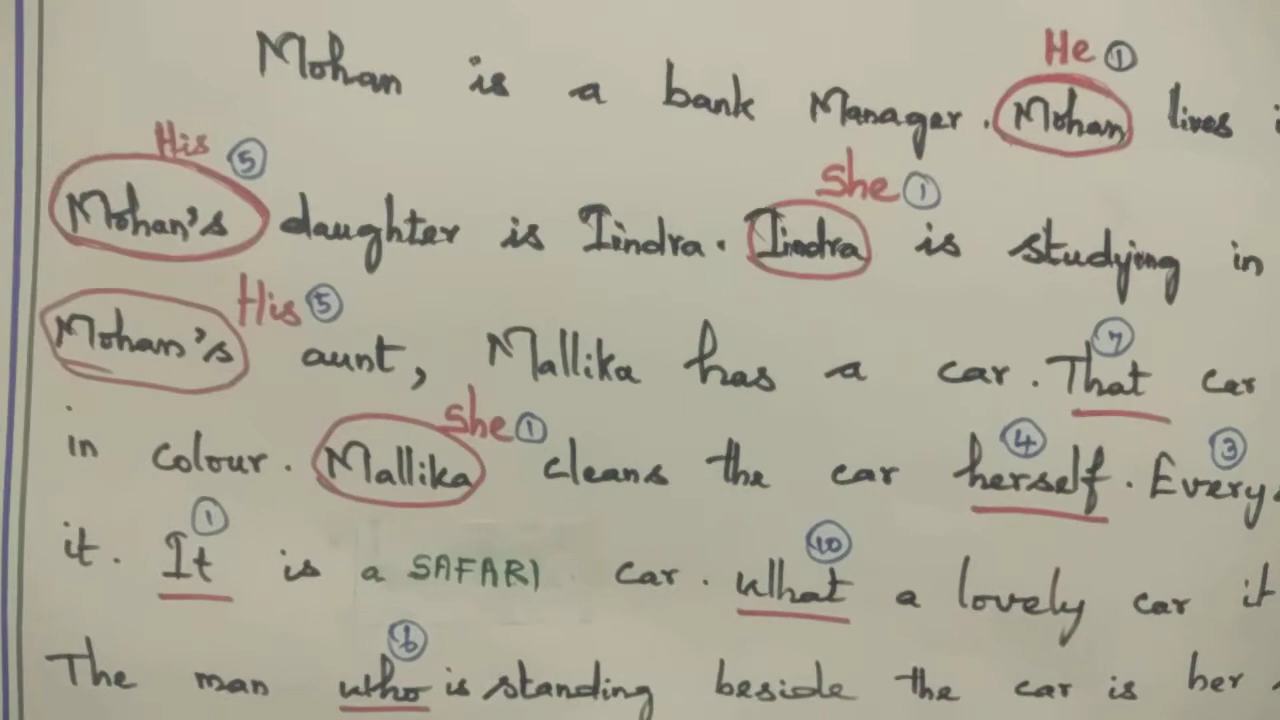 He ①
Mohan is a bank Manager. Mohan lives
His ⑤ She ①
Mohan's daughter is Iindra. Iindra is studying in
His ⑤ ⑦
Mohan's aunt, Mallika has a car. That car
She ① ④ ③
in colour. Mallika cleans the car herself. Every
① ⑩
it. It is a SAFARI car. What a lovely car it
⑥
The man who is standing beside the car is her